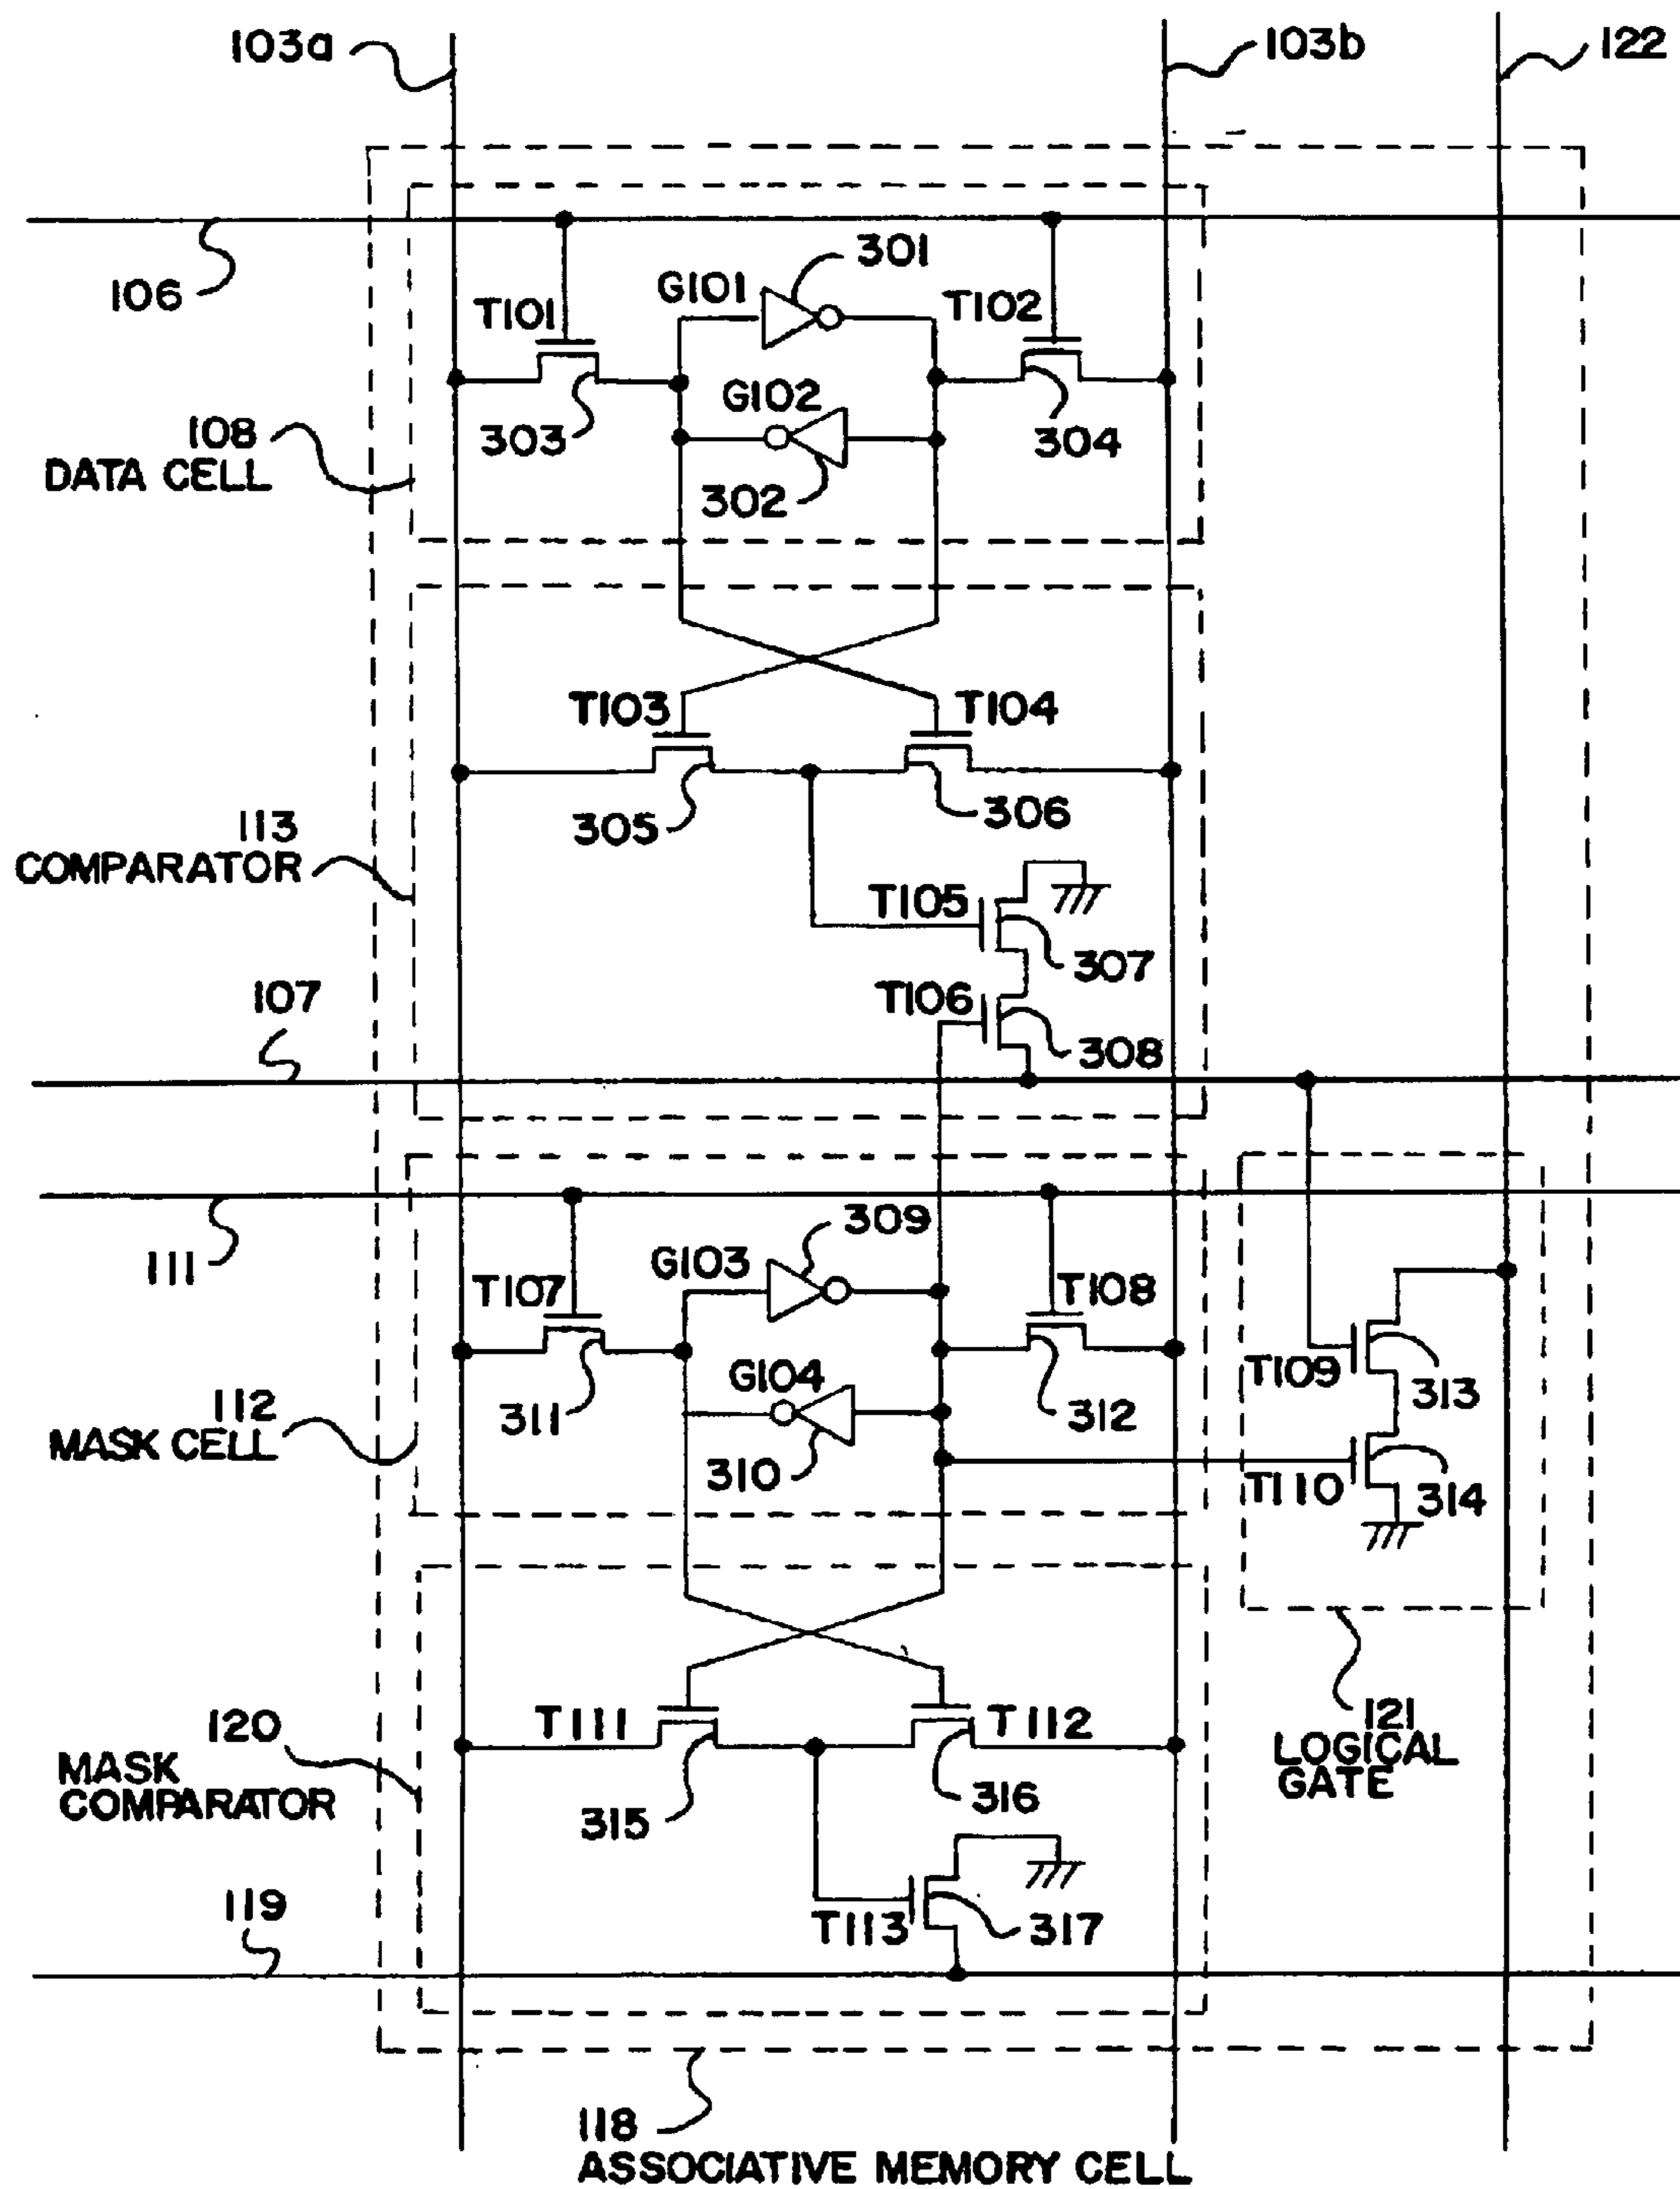 103a
103b
122
106
T101
G101
301
T102
G102
303
304
302
108
DATA CELL
T103
T104
305
306
113
COMPARATOR
T105
307
T106
308
107
111
309
G103
T107
T108
G104
311
312
310
112
MASK CELL
T109
313
T110
314
T111
T112
315
316
120
MASK
COMPARATOR
121
LOGICAL
GATE
T113
317
119
118
ASSOCIATIVE MEMORY CELL